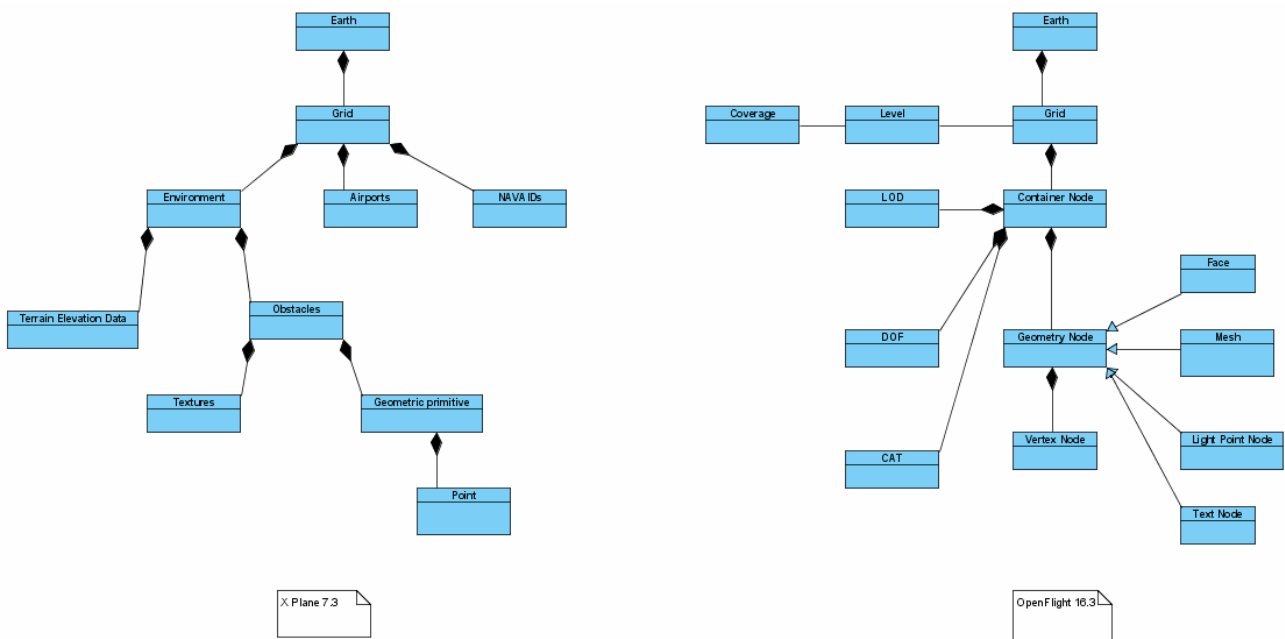 Earth
Grid
Environment
Airports
NAVAIDs
Terrain Elevation Data
Obstacles
Textures
Geometric primitive
Point
X Plane 7.3
Earth
Coverage
Level
Grid
LOD
Container Node
Face
DOF
Geometry Node
Mesh
CAT
Vertex Node
Light Point Node
Text Node
OpenFlight 16.3